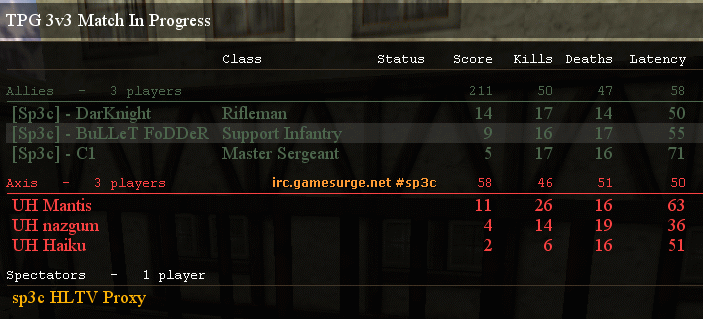 TPG 3v3 Match In Progress
Class Status Score Kills Deaths Latency
Allies - 3 players 211 50 47 58
[Sp3c] - DarKnight Rifleman 14 17 14 50
[Sp3c] - BuLLeT FoDDeR Support Infantry 9 16 17 55
[Sp3c] - C1 Master Sergeant 5 17 16 71
Axis - 3 players irc.gamesurge.net #sp3c 58 46 51 50
UH Mantis 11 26 16 63
UH nazgum 4 14 19 36
UH Haiku 2 6 16 51
Spectators - 1 player
sp3c HLTV Proxy